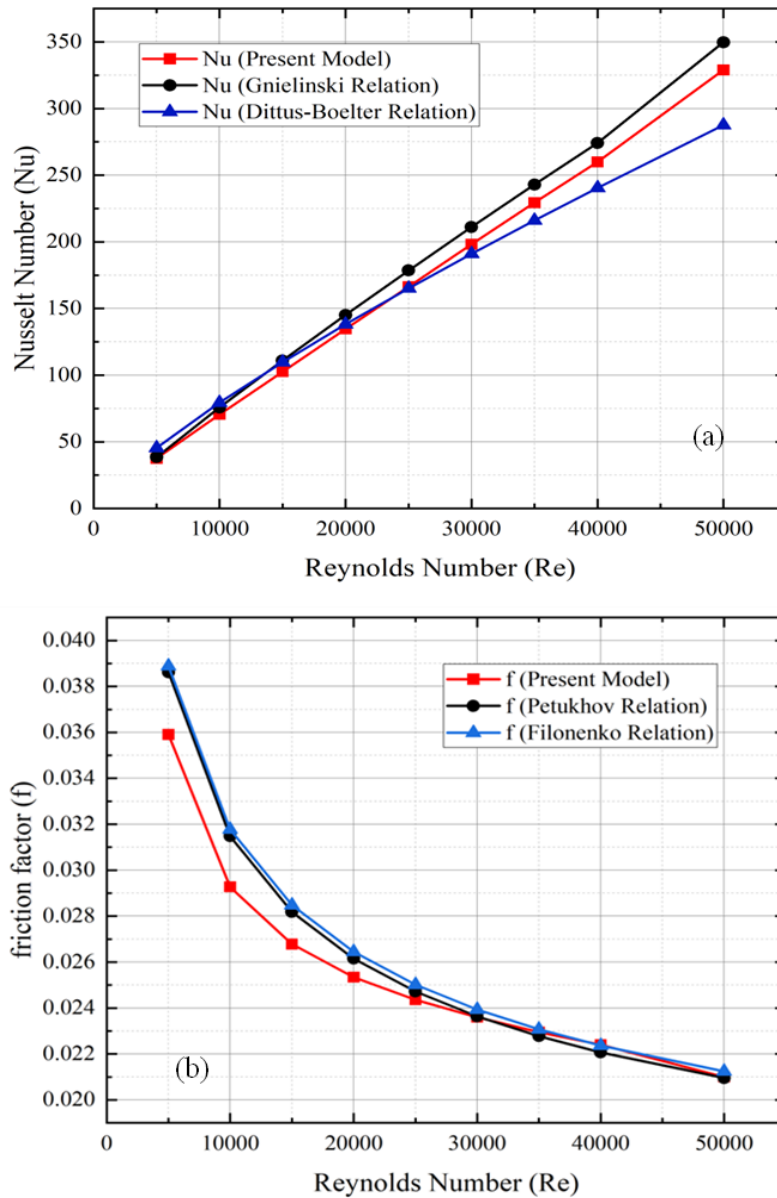 350
300
250
200
150
100
50
0
Nusselt Number (Nu)
Nu (Present Model)
Nu (Gnielinski Relation)
Nu (Dittus-Boelter Relation)
(a)
0 10000 20000 30000 40000 50000
Reynolds Number (Re)
0.040
0.038
0.036
0.034
0.032
0.030
0.028
0.026
0.024
0.022
0.020
friction factor (f)
f (Present Model)
f (Petukhov Relation)
f (Filonenko Relation)
(b)
0 10000 20000 30000 40000 50000
Reynolds Number (Re)